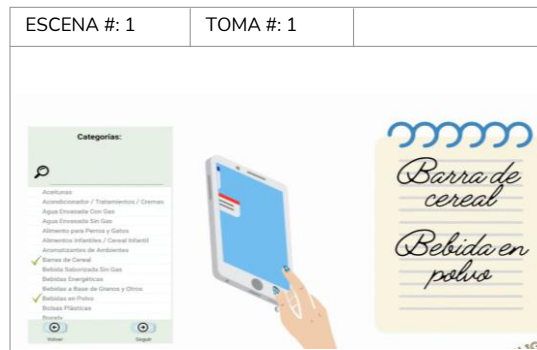 ESCENA #: 1
TOMA #: 1
Categorías:
Aceitunas
Acondicionador / Tratamientos / Cremas
Agua Envasada Con Gas
Agua Envasada Sin Gas
Alimento para Perros y Gatos
Alimentos Infantiles / Cereal Infantil
Aromatizantes de Ambientes
Barras de Cereal
Bebida Saborizada Sin Gas
Bebidas Energéticas
Bebidas a Base de Granos y Otros
Bebidas en Polvo
Bolsas Plásticas
Volver
Seguir
Barra de
cereal
Bebida en
polvo